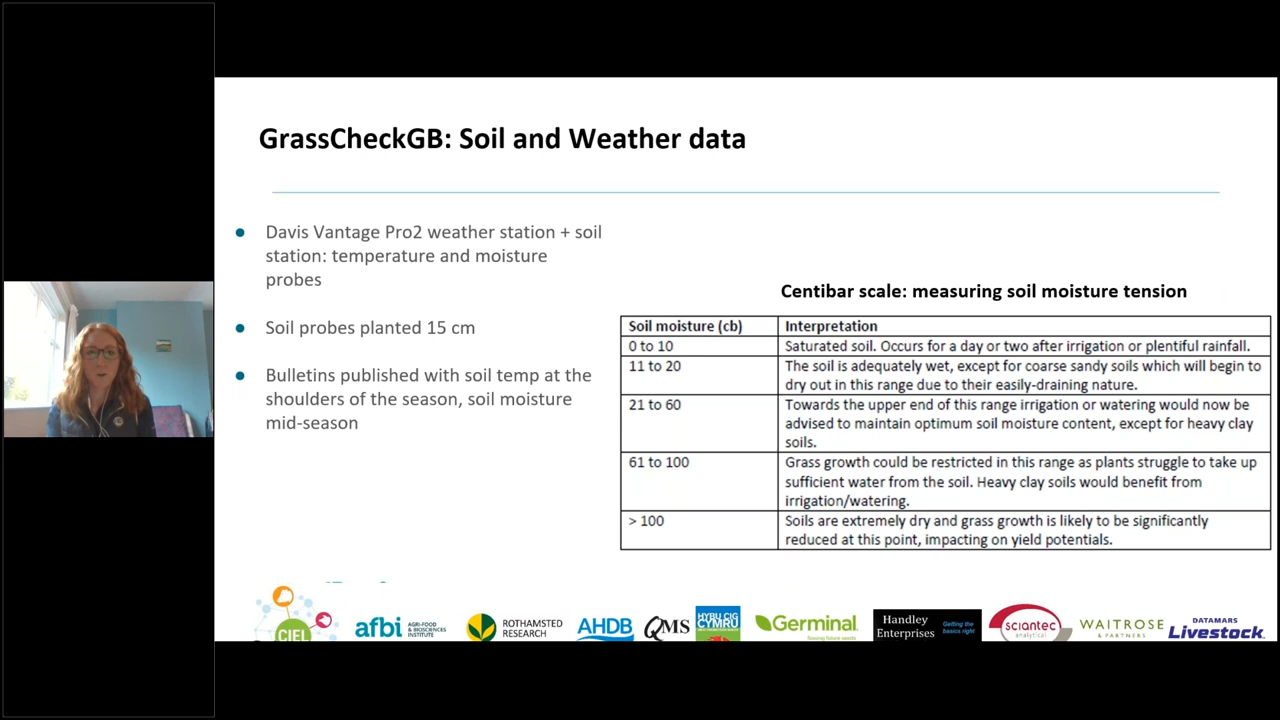 GrassCheckGB: Soil and Weather data
Davis Vantage Pro2 weather station + soil
station: temperature and moisture
probes
Soil probes planted 15 cm
Bulletins published with soil temp at the
shoulders of the season, soil moisture
mid-season
Centibar scale: measuring soil moisture tension
Soil moisture (cb) Interpretation
0 to 10 Saturated soil. Occurs for a day or two after irrigation or plentiful rainfall.
11 to 20 The soil is adequately wet, except for coarse sandy soils which will begin to
dry out in this range due to their easily-draining nature.
21 to 60 Towards the upper end of this range irrigation or watering would now be
advised to maintain optimum soil moisture content, except for heavy clay
soils.
61 to 100 Grass growth could be restricted in this range as plants struggle to take up
sufficient water from the soil. Heavy clay soils would benefit from
irrigation/watering.
> 100 Soils are extremely dry and grass growth is likely to be significantly
reduced at this point, impacting on yield potentials.
CIEL
afbi AGRI-FOOD
& BIOSCIENCES
INSTITUTE
ROTHAMSTED
RESEARCH
AHDB
QMS
HYBU CIG
CYMRU
Germinal
Handley
Enterprises
Getting the
basics right
sciantec
analytical
WAITROSE
& PARTNERS
DATAMARS
Livestock